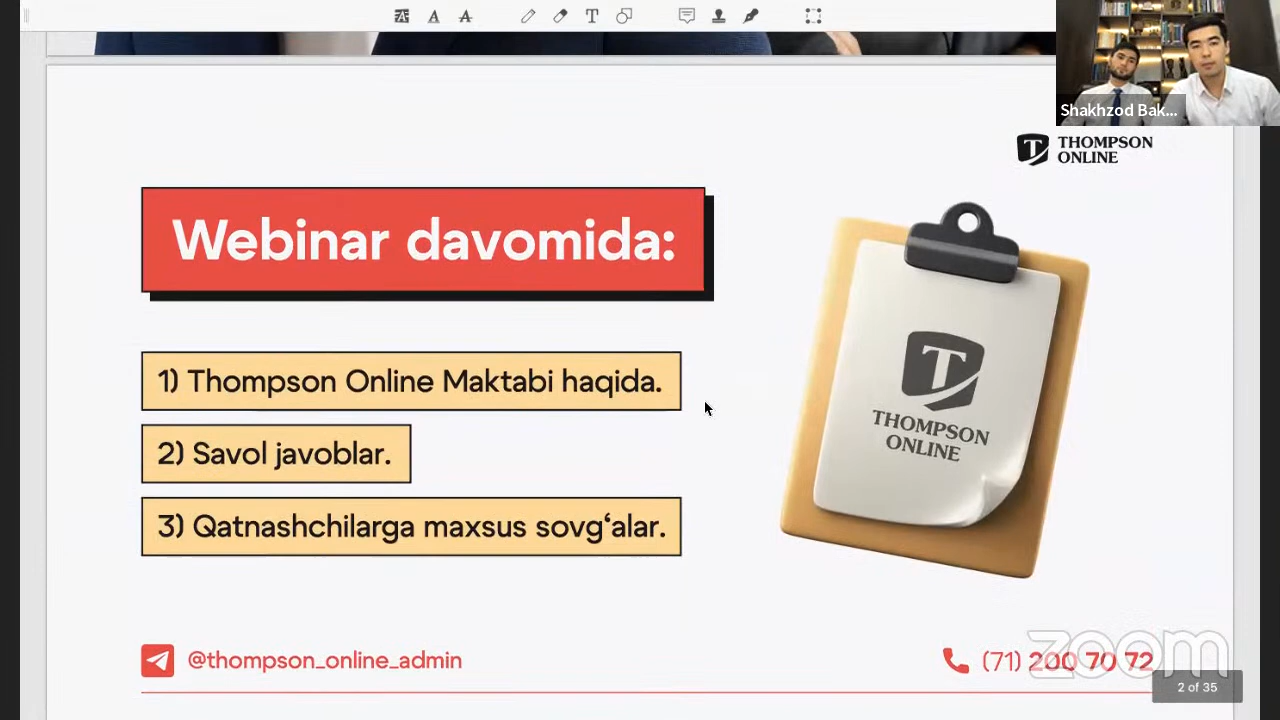 Shakhzod Bak...
THOMPSON
ONLINE
Webinar davomida:
1) Thompson Online Maktabi haqida.
2) Savol javoblar.
3) Qatnashchilarga maxsus sovg‘alar.
T
THOMPSON
ONLINE
@thompson_online_admin
(71) 200 70 72
zoom
2 of 35